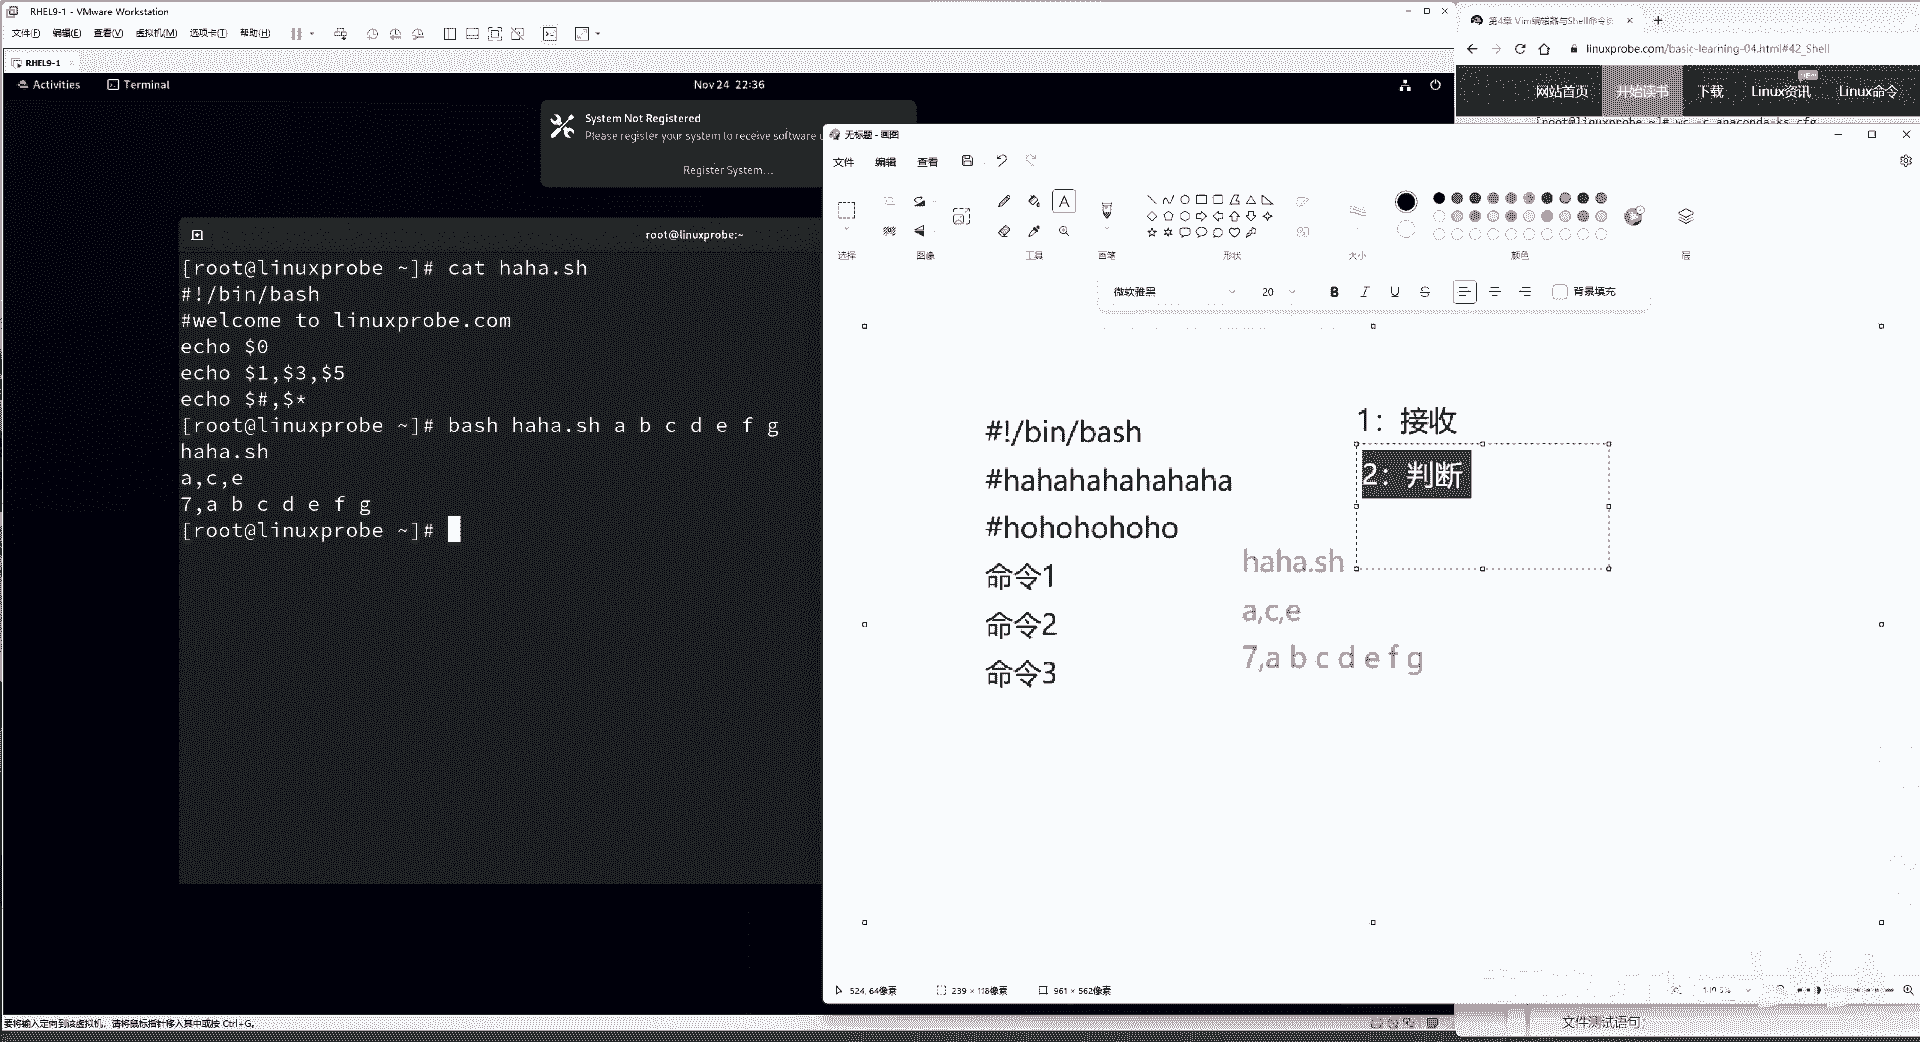 RHEL9-1 - VMware Workstation
文件(F) 编辑(E) 查看(V) 虚拟机(M) 选项卡(T) 帮助(H)
RHEL9-1
Activities Terminal Nov 24 22:36
System Not Registered
Please register your system to receive software
Register System...
root@linuxprobe:~
[root@linuxprobe ~]# cat haha.sh
#!/bin/bash
#welcome to linuxprobe.com
echo $0
echo $1,$3,$5
echo $#,$*
[root@linuxprobe ~]# bash haha.sh a b c d e f g
haha.sh
a,c,e
7,a b c d e f g
[root@linuxprobe ~]#
要将输入定向到该虚拟机，请将鼠标指针移入其中或按 Ctrl+G。
第4章 Vim编辑器与Shell命令
linuxprobe.com/basic-learning-04.html#42_Shell
网站首页 开始读书 下载 Linux资讯 Linux命令
[root@linuxprobe ~]# wc -c anaconda-ks.cfg
无标题 - 画图
文件 编辑 查看
选择 图像 工具 画笔 形状 大小 颜色 层
微软雅黑 20 B I U S 背景填充
#!/bin/bash
#hahahahahahaha
#hohohohoho
命令1
命令2
命令3
1：接收
2：判断
haha.sh
a,c,e
7,a b c d e f g
524, 64像素 239 × 118像素 961 × 562像素
文件测试语句